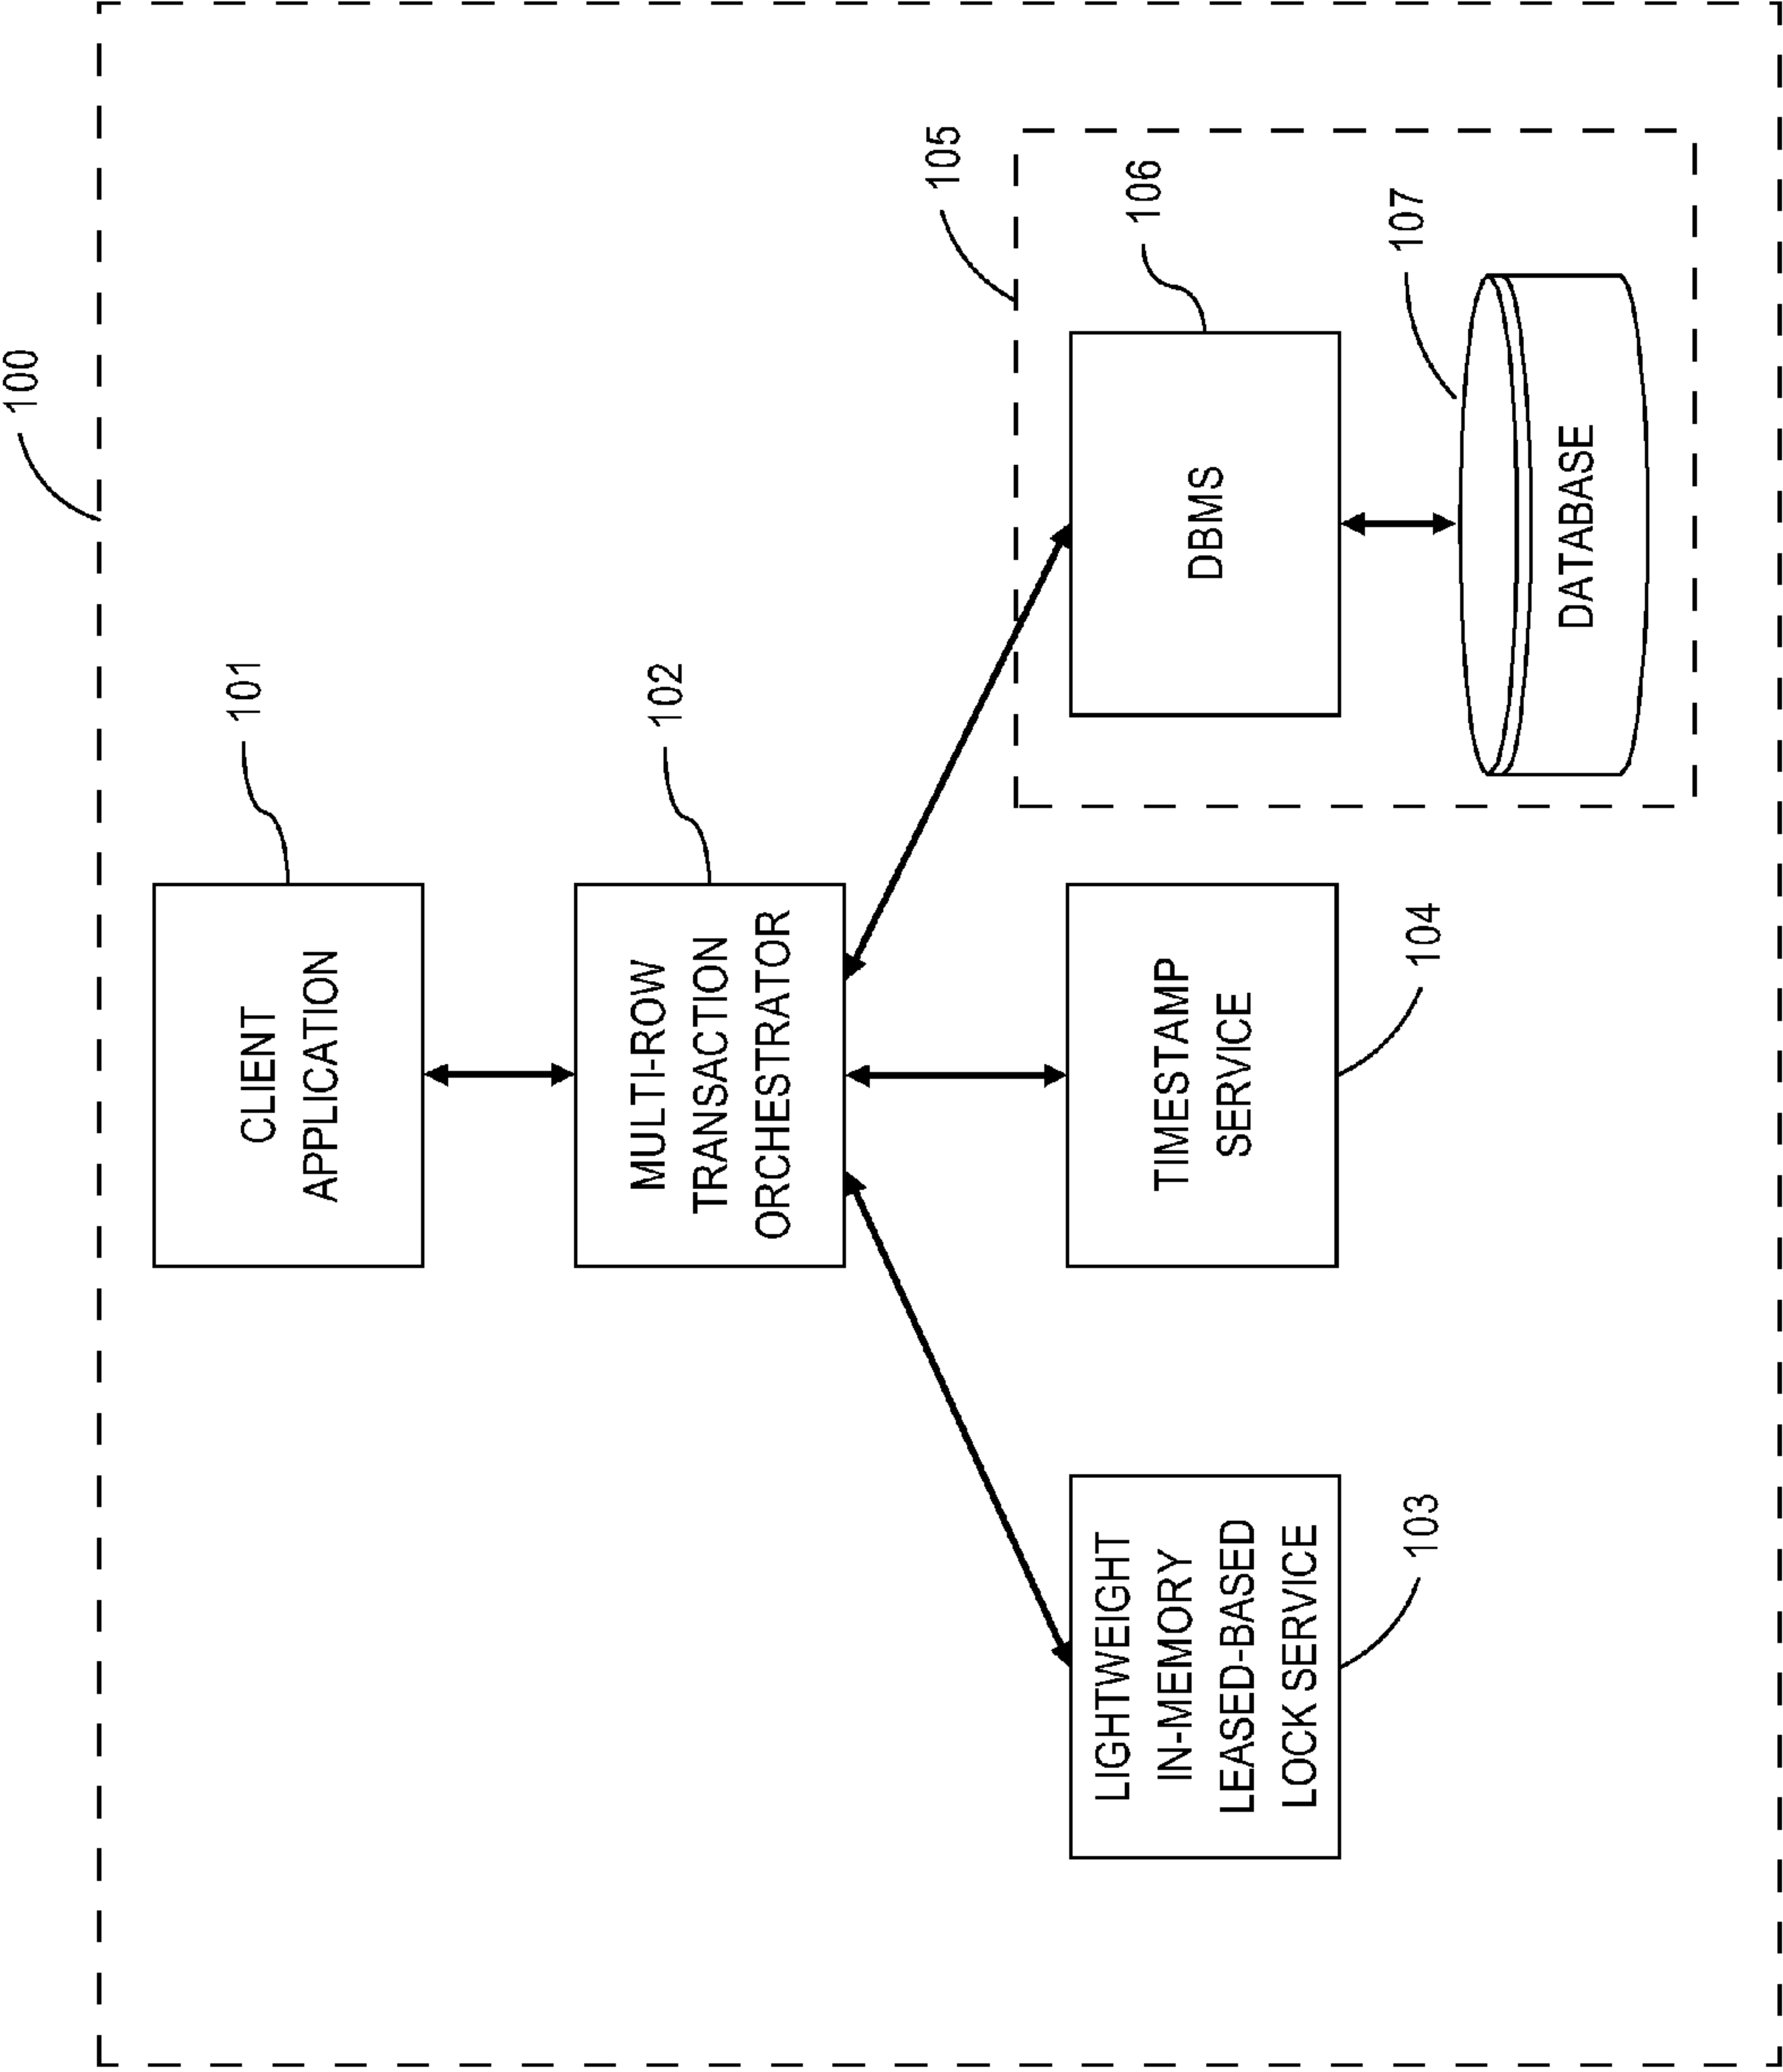 100
101
CLIENT
APPLICATION
102
MULTI-ROW
TRANSACTION
ORCHESTRATOR
LIGHTWEIGHT
IN-MEMORY
LEASED-BASED
LOCK SERVICE
103
TIMESTAMP
SERVICE
104
105
106
DBMS
107
DATABASE